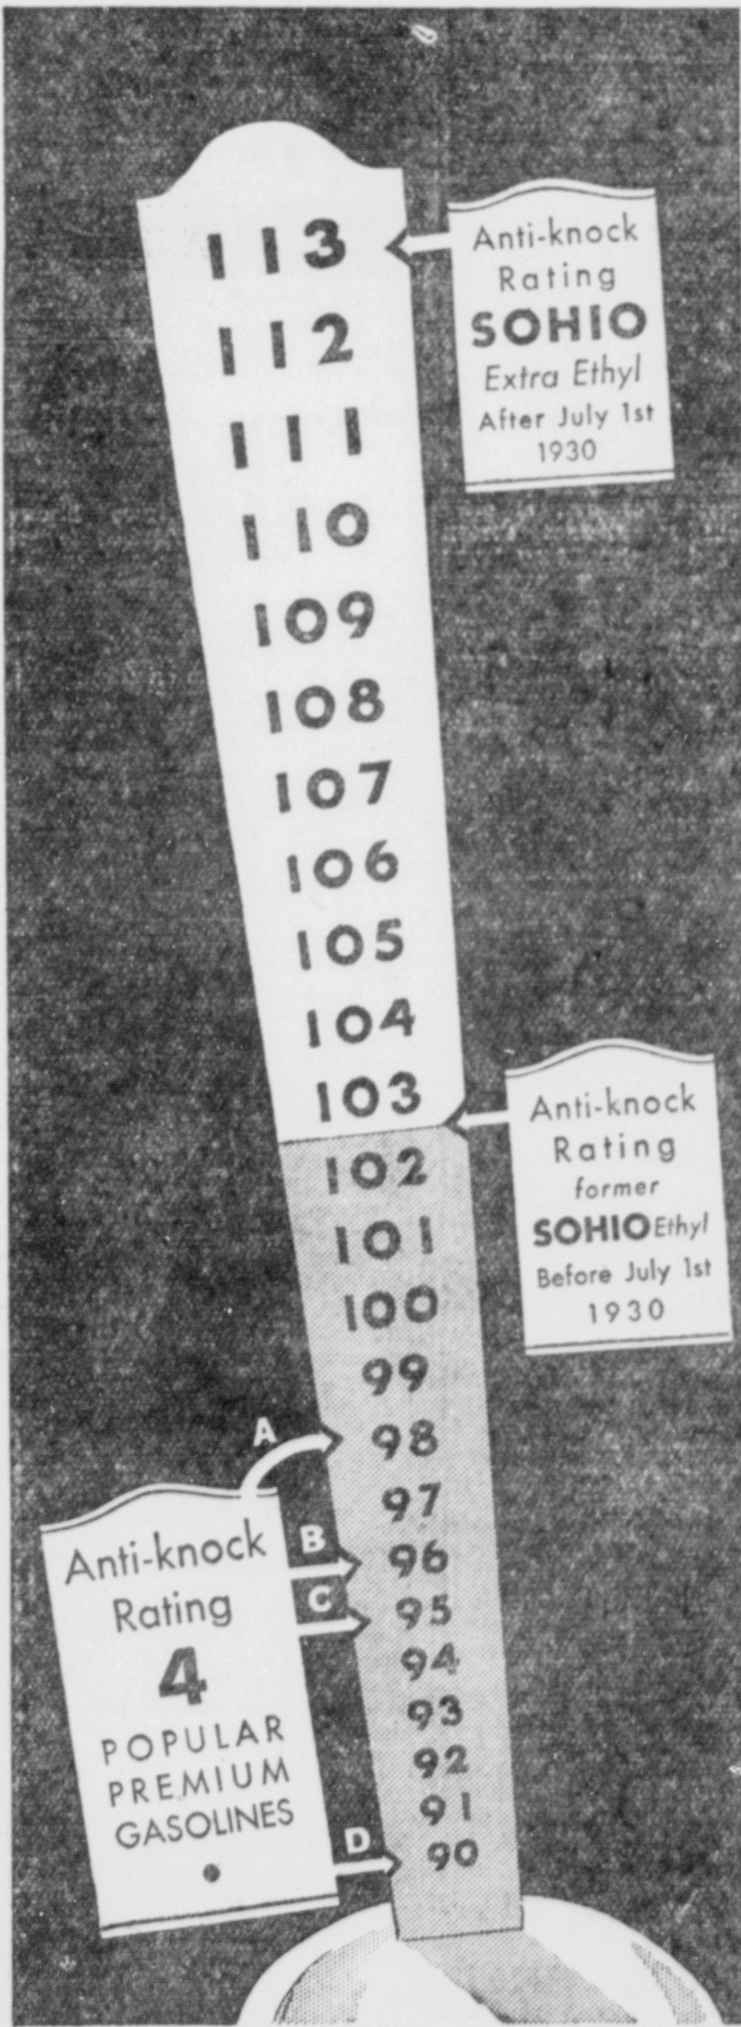 113
112
111
110
109
108
107
106
105
104
103
102
101
100
99
98
97
96
95
94
93
92
91
90
Anti-knock
Rating
SOHIO
Extra Ethyl
After July 1st
1930
Anti-knock
Rating
former
SOHIO Ethyl
Before July 1st
1930
A
B
C
D
Anti-knock
Rating
4
POPULAR
PREMIUM
GASOLINES